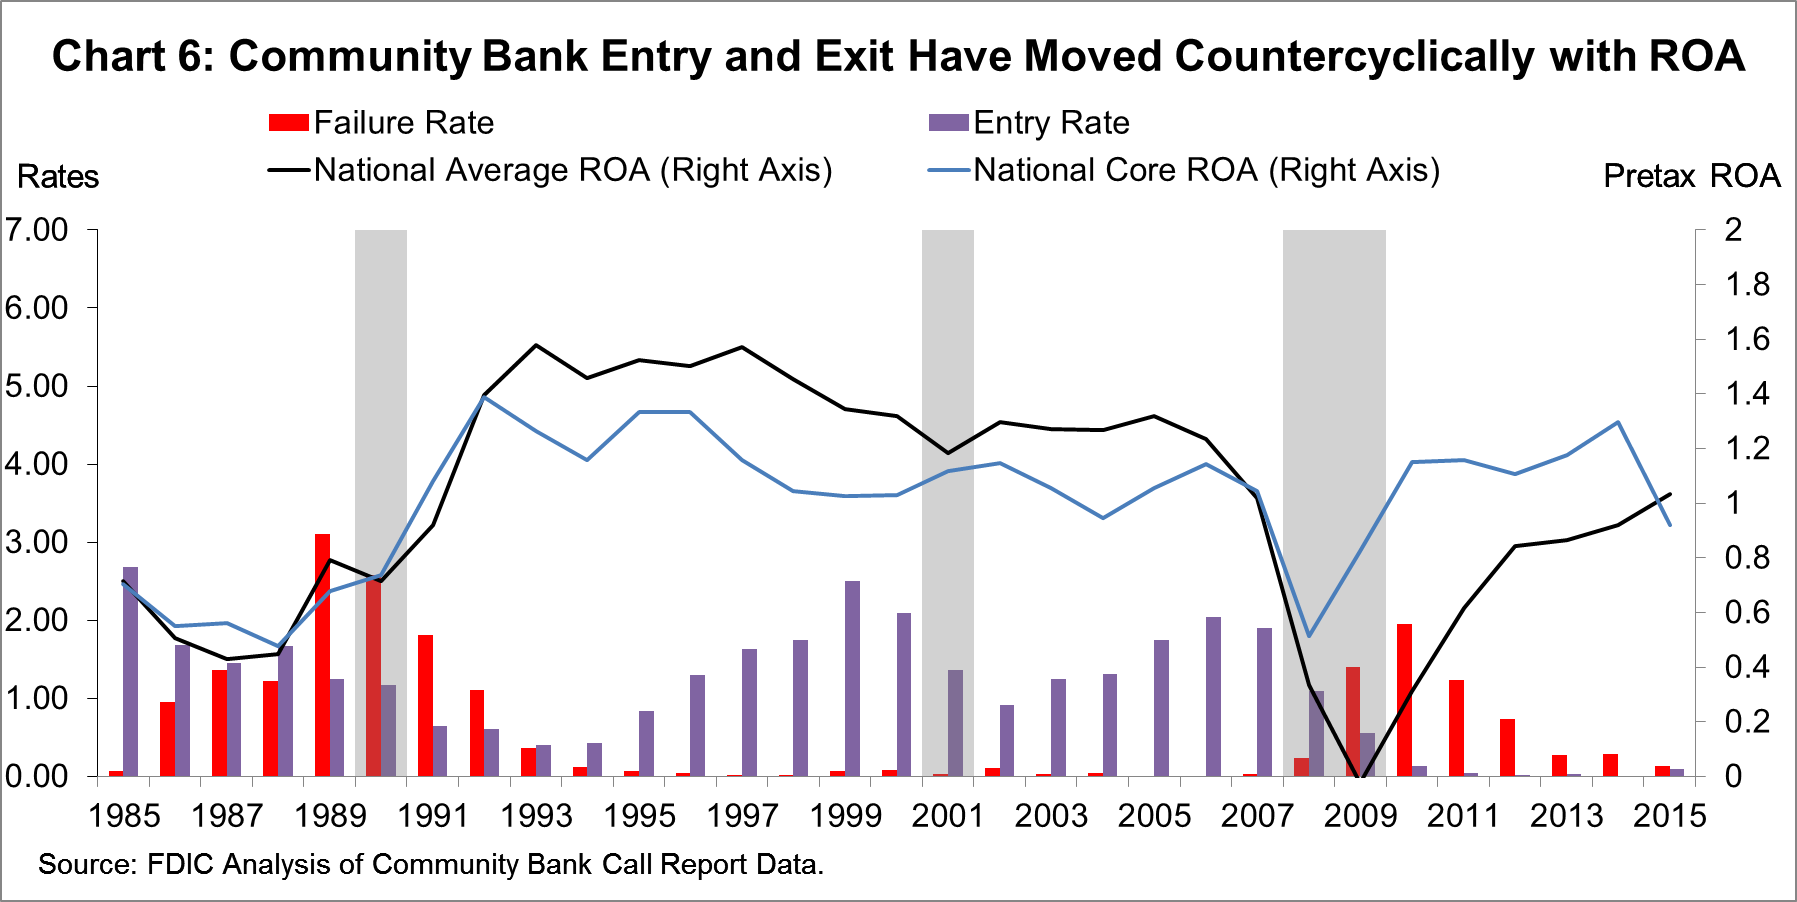 Chart 6: Community Bank Entry and Exit Have Moved Countercyclically with ROA
Failure Rate
Entry Rate
National Average ROA (Right Axis)
National Core ROA (Right Axis)
Rates
Pretax ROA
7.00
6.00
5.00
4.00
3.00
2.00
1.00
0.00
2
1.8
1.6
1.4
1.2
1
0.8
0.6
0.4
0.2
0
1985 1987 1989 1991 1993 1995 1997 1999 2001 2003 2005 2007 2009 2011 2013 2015
Source: FDIC Analysis of Community Bank Call Report Data.